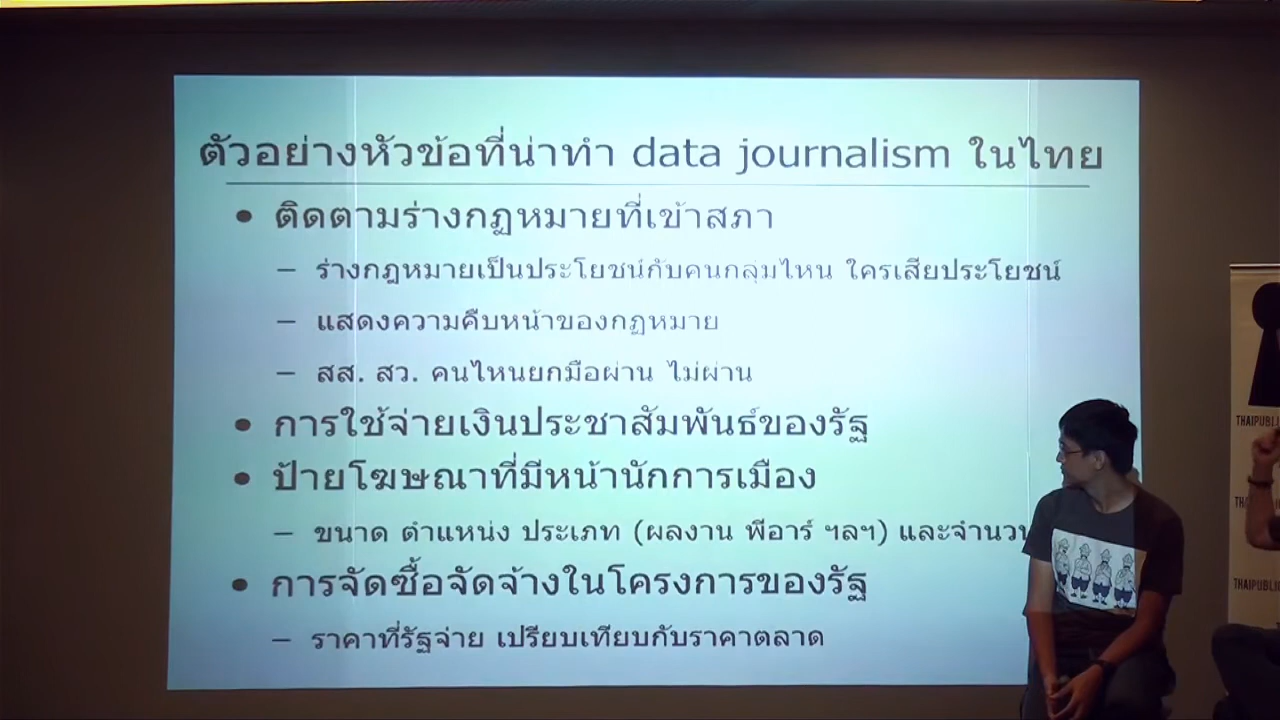 ตัวอย่างหัวข้อที่น่าทำ data journalism ในไทย
• ติดตามร่างกฎหมายที่เข้าสภา
– ร่างกฎหมายเป็นประโยชน์กับคนกลุ่มไหน ใครเสียประโยชน์
– แสดงความคืบหน้าของกฎหมาย
– สส. สว. คนไหนยกมือผ่าน ไม่ผ่าน
• การใช้จ่ายเงินประชาสัมพันธ์ของรัฐ
• ป้ายโฆษณาที่มีหน้านักการเมือง
– ขนาด ตำแหน่ง ประเภท (ผลงาน พีอาร์ ฯลฯ) และจำนวน
• การจัดซื้อจัดจ้างในโครงการของรัฐ
– ราคาที่รัฐจ่าย เปรียบเทียบกับราคาตลาด
THAIPUBLI
THAIPUBLI